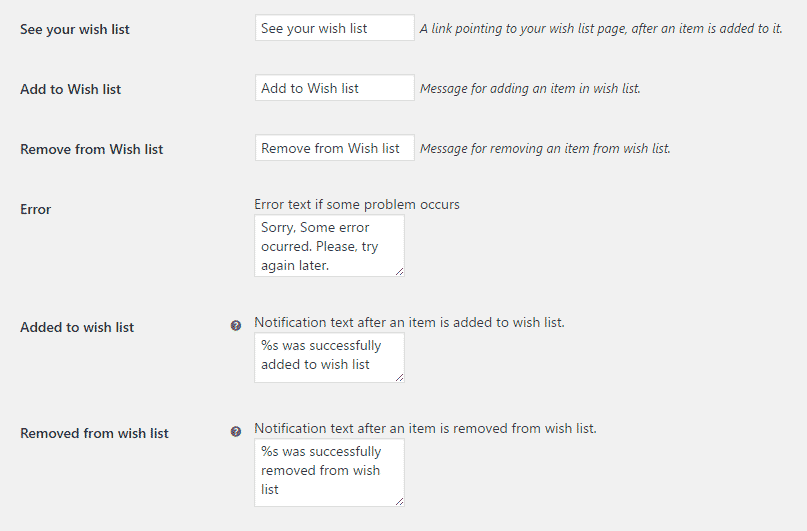 See your wish list See your wish list A link pointing to your wish list page, after an item is added to it.
Add to Wish list Add to Wish list Message for adding an item in wish list.
Remove from Wish list Remove from Wish list Message for removing an item from wish list.
Error Error text if some problem occurs
Sorry, Some error
ocurred. Please, try
again later.
Added to wish list ? Notification text after an item is added to wish list.
%s was successfully
added to wish list
Removed from wish list ? Notification text after an item is removed from wish list.
%s was successfully
removed from wish
list